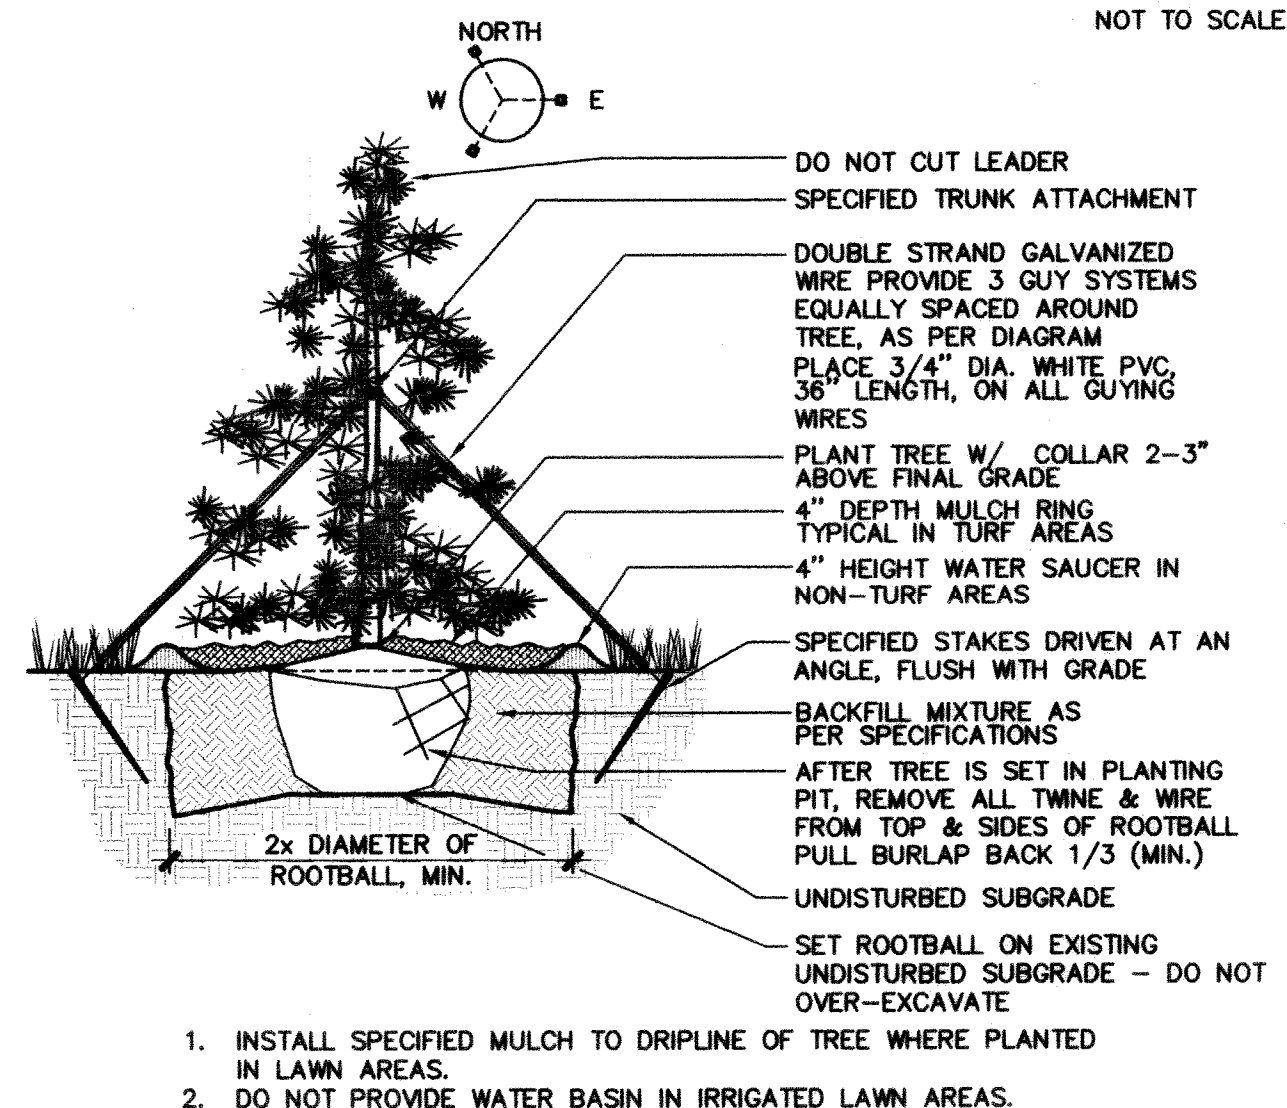 NOT TO SCALE
NORTH
W E
DO NOT CUT LEADER
SPECIFIED TRUNK ATTACHMENT
DOUBLE STRAND GALVANIZED
WIRE PROVIDE 3 GUY SYSTEMS
EQUALLY SPACED AROUND
TREE, AS PER DIAGRAM
PLACE 3/4" DIA. WHITE PVC,
36" LENGTH, ON ALL GUYING
WIRES
PLANT TREE W/ COLLAR 2-3"
ABOVE FINAL GRADE
4" DEPTH MULCH RING
TYPICAL IN TURF AREAS
4" HEIGHT WATER SAUCER IN
NON-TURF AREAS
SPECIFIED STAKES DRIVEN AT AN
ANGLE, FLUSH WITH GRADE
BACKFILL MIXTURE AS
PER SPECIFICATIONS
AFTER TREE IS SET IN PLANTING
PIT, REMOVE ALL TWINE & WIRE
FROM TOP & SIDES OF ROOTBALL
PULL BURLAP BACK 1/3 (MIN.)
2x DIAMETER OF
ROOTBALL, MIN.
UNDISTURBED SUBGRADE
SET ROOTBALL ON EXISTING
UNDISTURBED SUBGRADE - DO NOT
OVER-EXCAVATE
1. INSTALL SPECIFIED MULCH TO DRIPLINE OF TREE WHERE PLANTED
IN LAWN AREAS.
2. DO NOT PROVIDE WATER BASIN IN IRRIGATED LAWN AREAS.